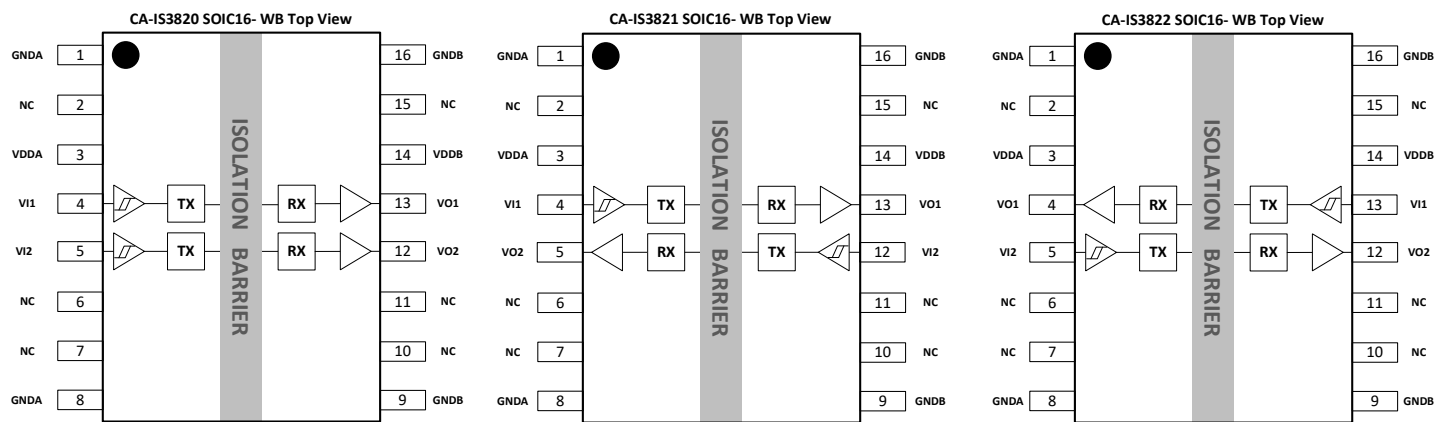 CA-IS3820 SOIC16- WB Top View
GNDA 1 16 GNDB
NC 2 15 NC
VDDA 3 14 VDDB
VI1 4 TX RX 13 VO1
VI2 5 TX RX 12 VO2
NC 6 11 NC
NC 7 10 NC
GNDA 8 9 GNDB
ISOLATION BARRIER
CA-IS3821 SOIC16- WB Top View
GNDA 1 16 GNDB
NC 2 15 NC
VDDA 3 14 VDDB
VI1 4 TX RX 13 VO1
VO2 5 RX TX 12 VI2
NC 6 11 NC
NC 7 10 NC
GNDA 8 9 GNDB
ISOLATION BARRIER
CA-IS3822 SOIC16- WB Top View
GNDA 1 16 GNDB
NC 2 15 NC
VDDA 3 14 VDDB
VO1 4 RX TX 13 VI1
VI2 5 TX RX 12 VO2
NC 6 11 NC
NC 7 10 NC
GNDA 8 9 GNDB
ISOLATION BARRIER